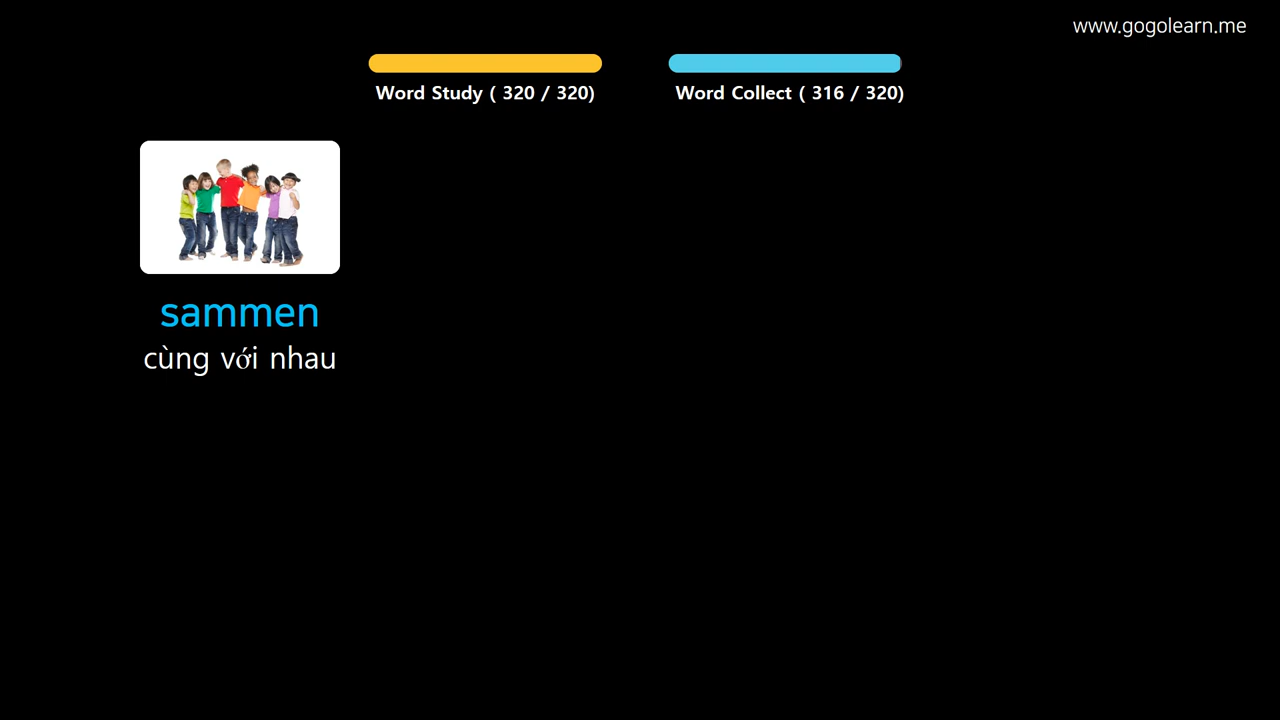 www.gogolearn.me
Word Study ( 320 / 320)
Word Collect ( 316 / 320)
sammen
cùng với nhau